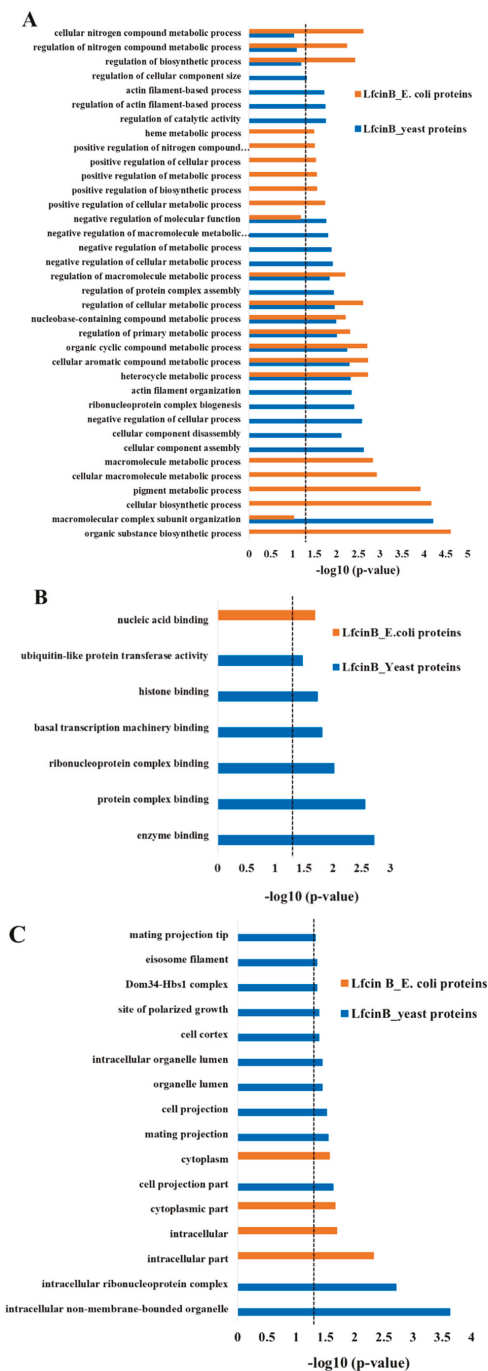 A
cellular nitrogen compound metabolic process
regulation of nitrogen compound metabolic process
regulation of biosynthetic process
regulation of cellular component size
actin filament-based process
regulation of actin filament-based process
regulation of catalytic activity
heme metabolic process
positive regulation of nitrogen compound…
positive regulation of cellular process
positive regulation of metabolic process
positive regulation of biosynthetic process
positive regulation of cellular metabolic process
negative regulation of molecular function
negative regulation of macromolecule metabolic…
negative regulation of metabolic process
negative regulation of cellular metabolic process
regulation of macromolecule metabolic process
regulation of protein complex assembly
regulation of cellular metabolic process
nucleobase-containing compound metabolic process
regulation of primary metabolic process
organic cyclic compound metabolic process
cellular aromatic compound metabolic process
heterocycle metabolic process
actin filament organization
ribonucleoprotein complex biogenesis
negative regulation of cellular process
cellular component disassembly
cellular component assembly
macromolecule metabolic process
cellular macromolecule metabolic process
pigment metabolic process
cellular biosynthetic process
macromolecular complex subunit organization
organic substance biosynthetic process
LfcinB_E. coli proteins
LfcinB_yeast proteins
0 0.5 1 1.5 2 2.5 3 3.5 4 4.5 5
-log10 (p-value)
B
nucleic acid binding
ubiquitin-like protein transferase activity
histone binding
basal transcription machinery binding
ribonucleoprotein complex binding
protein complex binding
enzyme binding
LfcinB_E.coli proteins
LfcinB_Yeast proteins
0 0.5 1 1.5 2 2.5 3
-log10 (p-value)
C
mating projection tip
eisosome filament
Dom34-Hbs1 complex
site of polarized growth
cell cortex
intracellular organelle lumen
organelle lumen
cell projection
mating projection
cytoplasm
cell projection part
cytoplasmic part
intracellular
intracellular part
intracellular ribonucleoprotein complex
intracellular non-membrane-bounded organelle
Lfcin B_E. coli proteins
LfcinB_yeast proteins
0 0.5 1 1.5 2 2.5 3 3.5 4
-log10 (p-value)